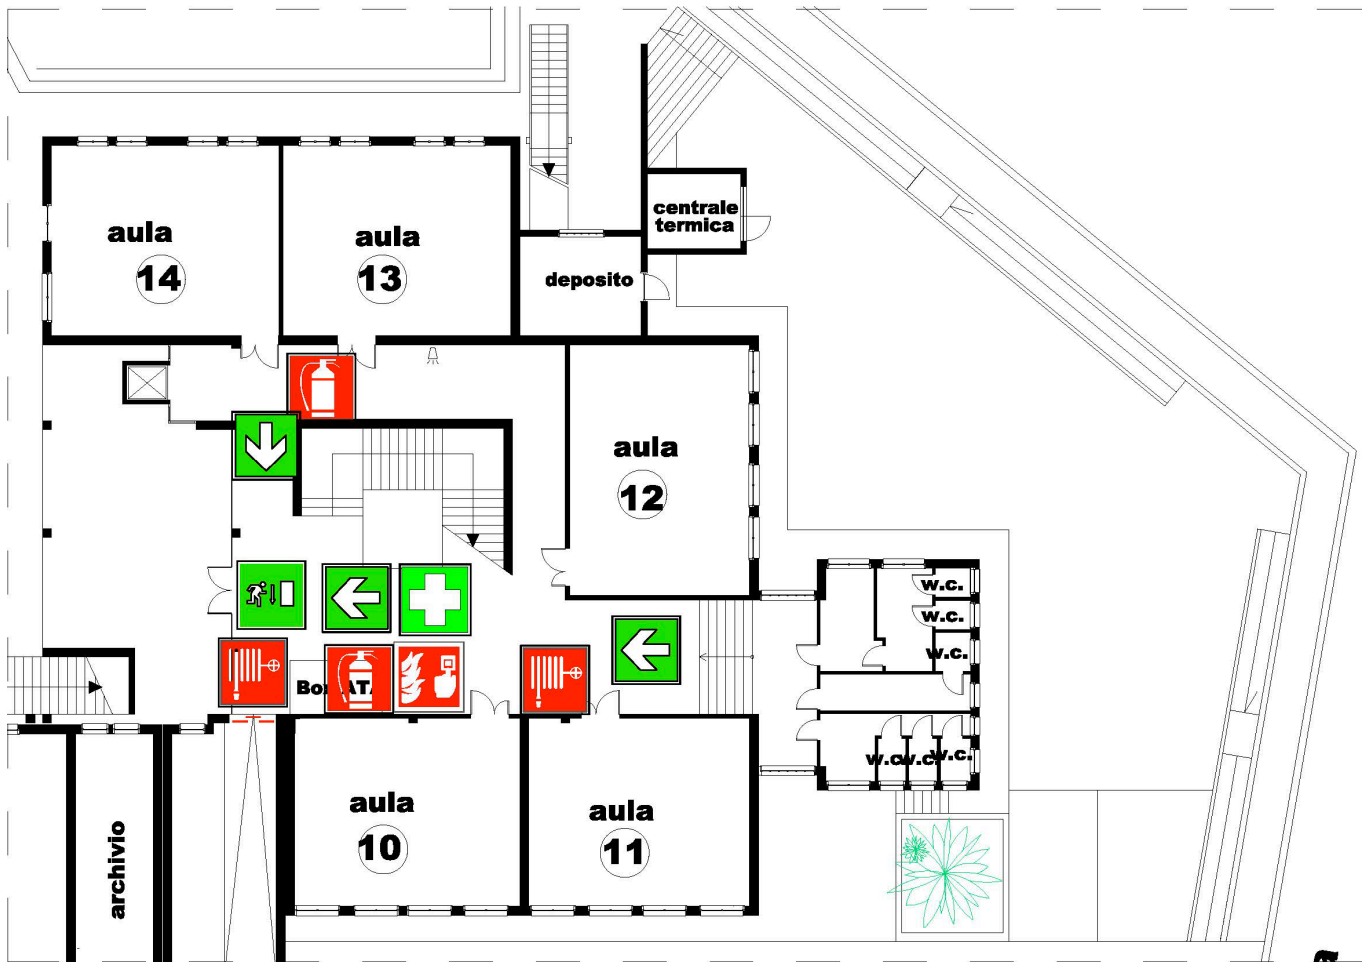 centrale
termica
aula
14
aula
13
deposito
aula
12
w.c.
w.c.
w.c.
w.c.
w.c.
w.c.
aula
10
aula
11
archivio